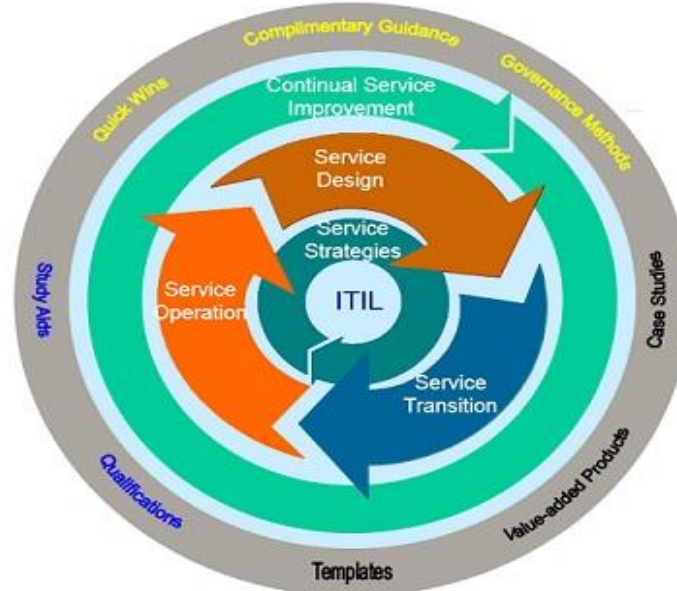 Complimentary Guidance
Quick Wins
Governance Methods
Continual Service
Improvement
Service
Design
Service
Strategies
Service
Operation
ITIL
Service
Transition
Study Aids
Case Studies
Qualifications
Value-added Products
Templates